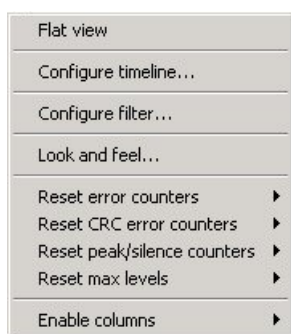 Flat view
Configure timeline...
Configure filter...
Look and feel...
Reset error counters
Reset CRC error counters
Reset peak/silence counters
Reset max levels
Enable columns